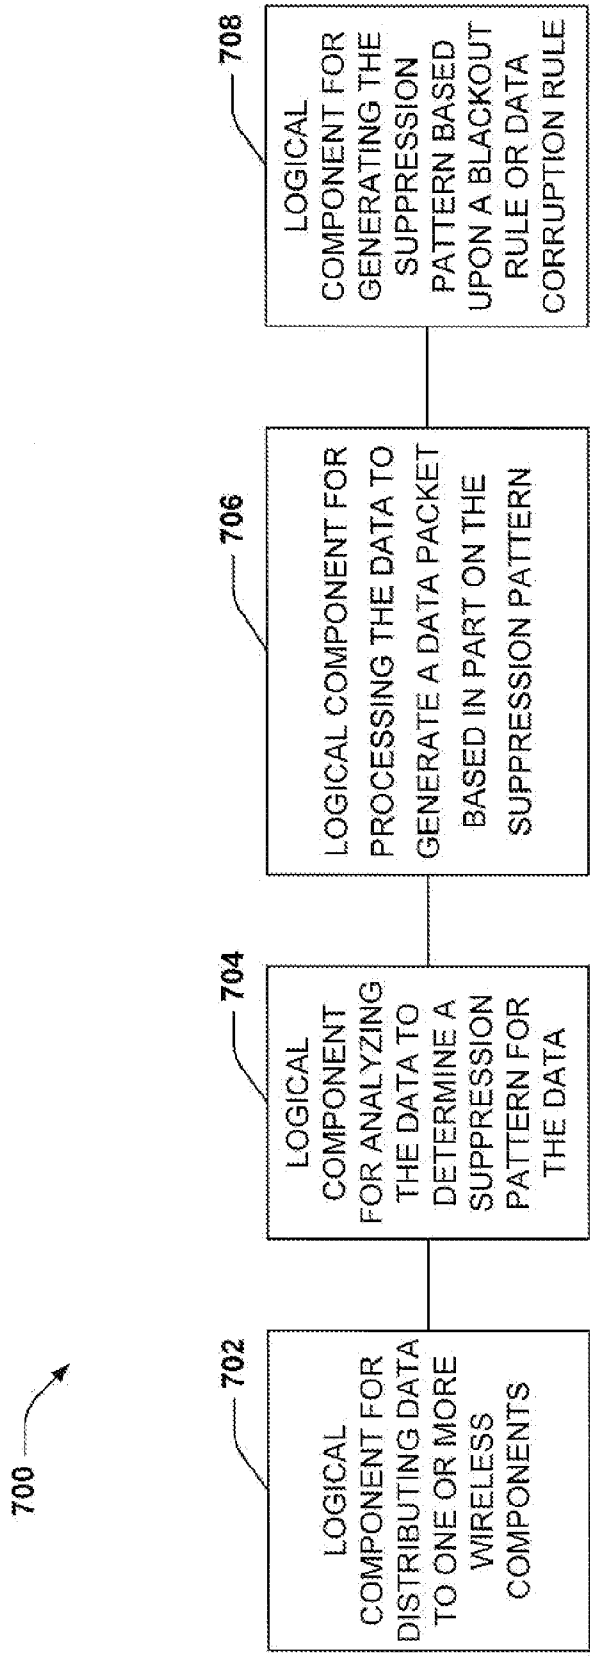 700
702
LOGICAL
COMPONENT FOR
DISTRIBUTING DATA
TO ONE OR MORE
WIRELESS
COMPONENTS
704
LOGICAL
COMPONENT
FOR ANALYZING
THE DATA TO
DETERMINE A
SUPPRESSION
PATTERN FOR
THE DATA
706
LOGICAL COMPONENT FOR
PROCESSING THE DATA TO
GENERATE A DATA PACKET
BASED IN PART ON THE
SUPPRESSION PATTERN
708
LOGICAL
COMPONENT FOR
GENERATING THE
SUPPRESSION
PATTERN BASED
UPON A BLACKOUT
RULE OR DATA
CORRUPTION RULE